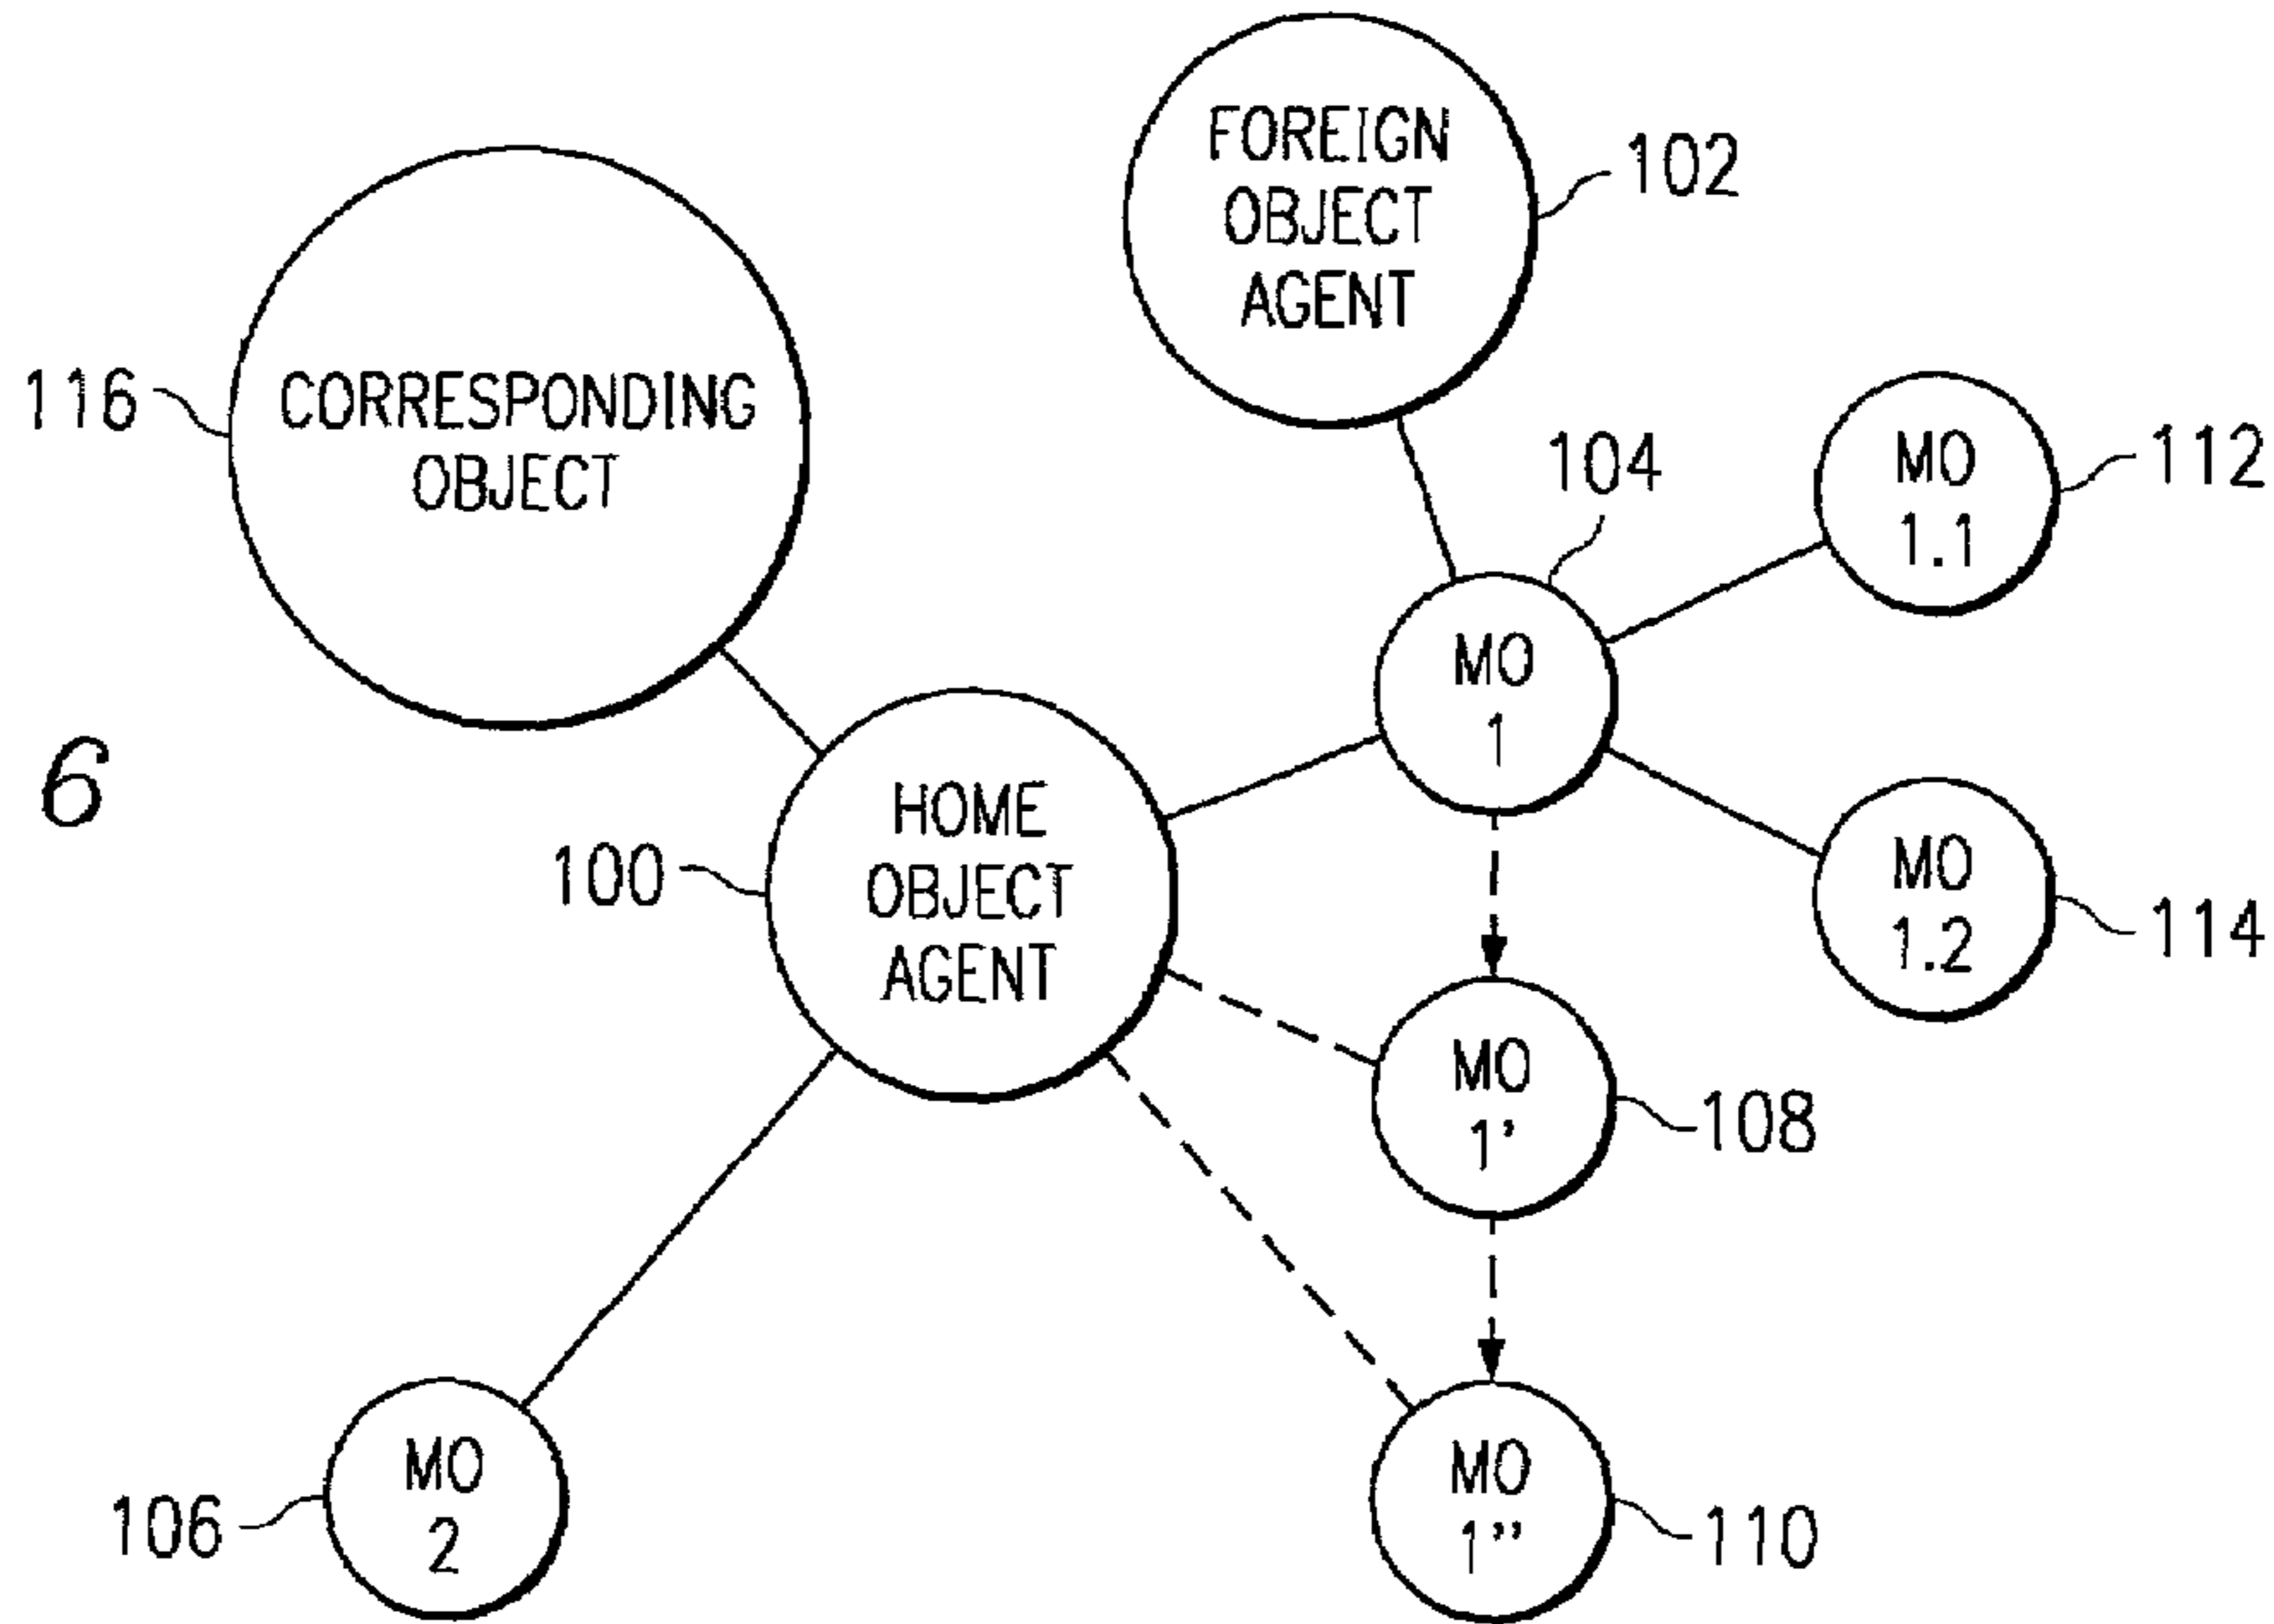 FOREIGN
OBJECT
AGENT
102
116
CORRESPONDING
OBJECT
104
MO
1.1
112
MO
1
6
HOME
OBJECT
AGENT
100
MO
1.2
114
MO
1'
108
MO
2
106
MO
1"
110